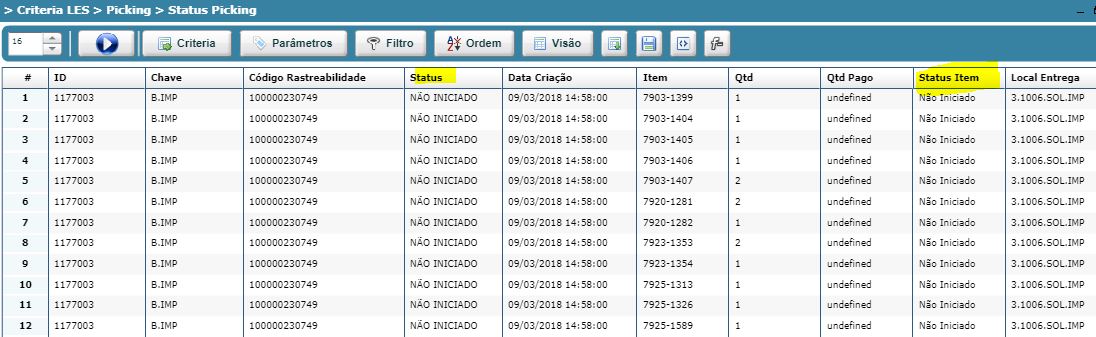 > Criteria LES > Picking > Status Picking
16 Criteria Parâmetros Filtro Ordem Visão
# ID Chave Código Rastreabilidade Status Data Criação Item Qtd Qtd Pago Status Item Local Entrega
1 1177003 B.IMP 100000230749 NÃO INICIADO 09/03/2018 14:58:00 7903-1399 1 undefined Não Iniciado 3.1006.SOL.IMP
2 1177003 B.IMP 100000230749 NÃO INICIADO 09/03/2018 14:58:00 7903-1404 1 undefined Não Iniciado 3.1006.SOL.IMP
3 1177003 B.IMP 100000230749 NÃO INICIADO 09/03/2018 14:58:00 7903-1405 1 undefined Não Iniciado 3.1006.SOL.IMP
4 1177003 B.IMP 100000230749 NÃO INICIADO 09/03/2018 14:58:00 7903-1406 1 undefined Não Iniciado 3.1006.SOL.IMP
5 1177003 B.IMP 100000230749 NÃO INICIADO 09/03/2018 14:58:00 7903-1407 2 undefined Não Iniciado 3.1006.SOL.IMP
6 1177003 B.IMP 100000230749 NÃO INICIADO 09/03/2018 14:58:00 7920-1281 2 undefined Não Iniciado 3.1006.SOL.IMP
7 1177003 B.IMP 100000230749 NÃO INICIADO 09/03/2018 14:58:00 7920-1282 1 undefined Não Iniciado 3.1006.SOL.IMP
8 1177003 B.IMP 100000230749 NÃO INICIADO 09/03/2018 14:58:00 7923-1353 2 undefined Não Iniciado 3.1006.SOL.IMP
9 1177003 B.IMP 100000230749 NÃO INICIADO 09/03/2018 14:58:00 7923-1354 1 undefined Não Iniciado 3.1006.SOL.IMP
10 1177003 B.IMP 100000230749 NÃO INICIADO 09/03/2018 14:58:00 7925-1313 1 undefined Não Iniciado 3.1006.SOL.IMP
11 1177003 B.IMP 100000230749 NÃO INICIADO 09/03/2018 14:58:00 7925-1326 1 undefined Não Iniciado 3.1006.SOL.IMP
12 1177003 B.IMP 100000230749 NÃO INICIADO 09/03/2018 14:58:00 7925-1589 1 undefined Não Iniciado 3.1006.SOL.IMP